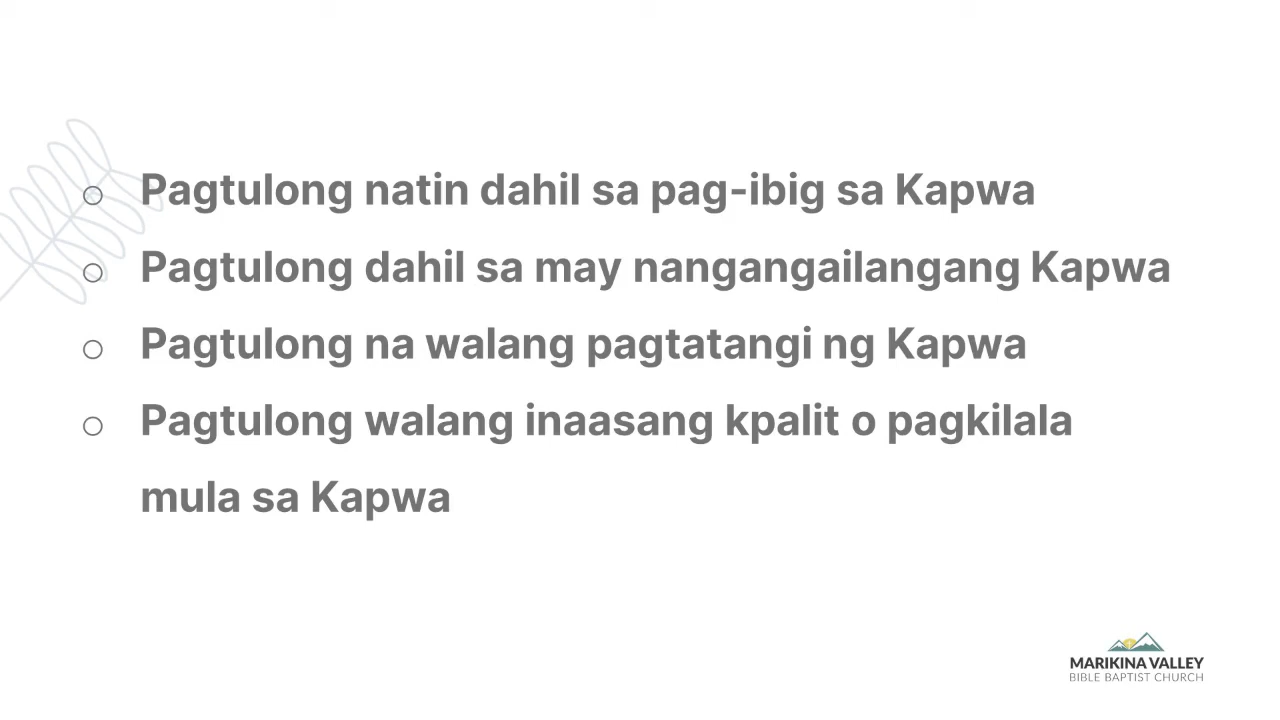 ○ Pagtulong natin dahil sa pag-ibig sa Kapwa
○ Pagtulong dahil sa may nangangailangang Kapwa
○ Pagtulong na walang pagtatangi ng Kapwa
○ Pagtulong walang inaasang kpalit o pagkilala
mula sa Kapwa
MARIKINA VALLEY
BIBLE BAPTIST CHURCH